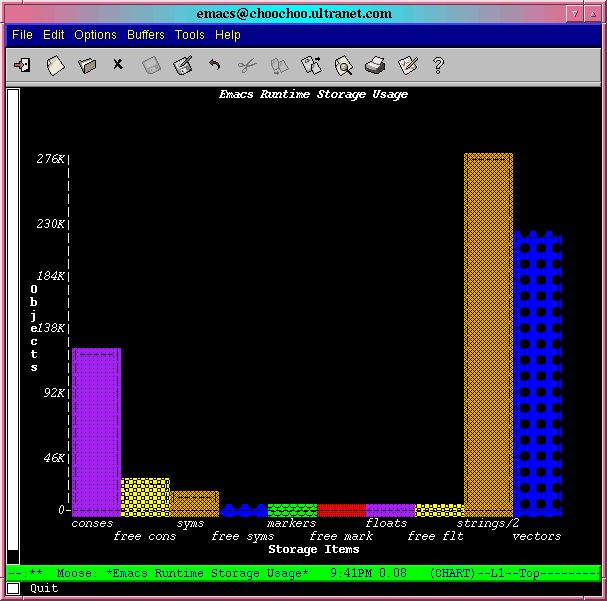 emacs@choochoo.ultranet.com
File Edit Options Buffers Tools Help
Emacs Runtime Storage Usage
276K
230K
184K
Objects
138K
92K
46K
0
conses syms markers floats strings/2
free cons free syms free mark free flt vectors
Storage Items
--:** Moose: *Emacs Runtime Storage Usage* 9:41PM 0.08 (CHART)--L1--Top----------
Quit